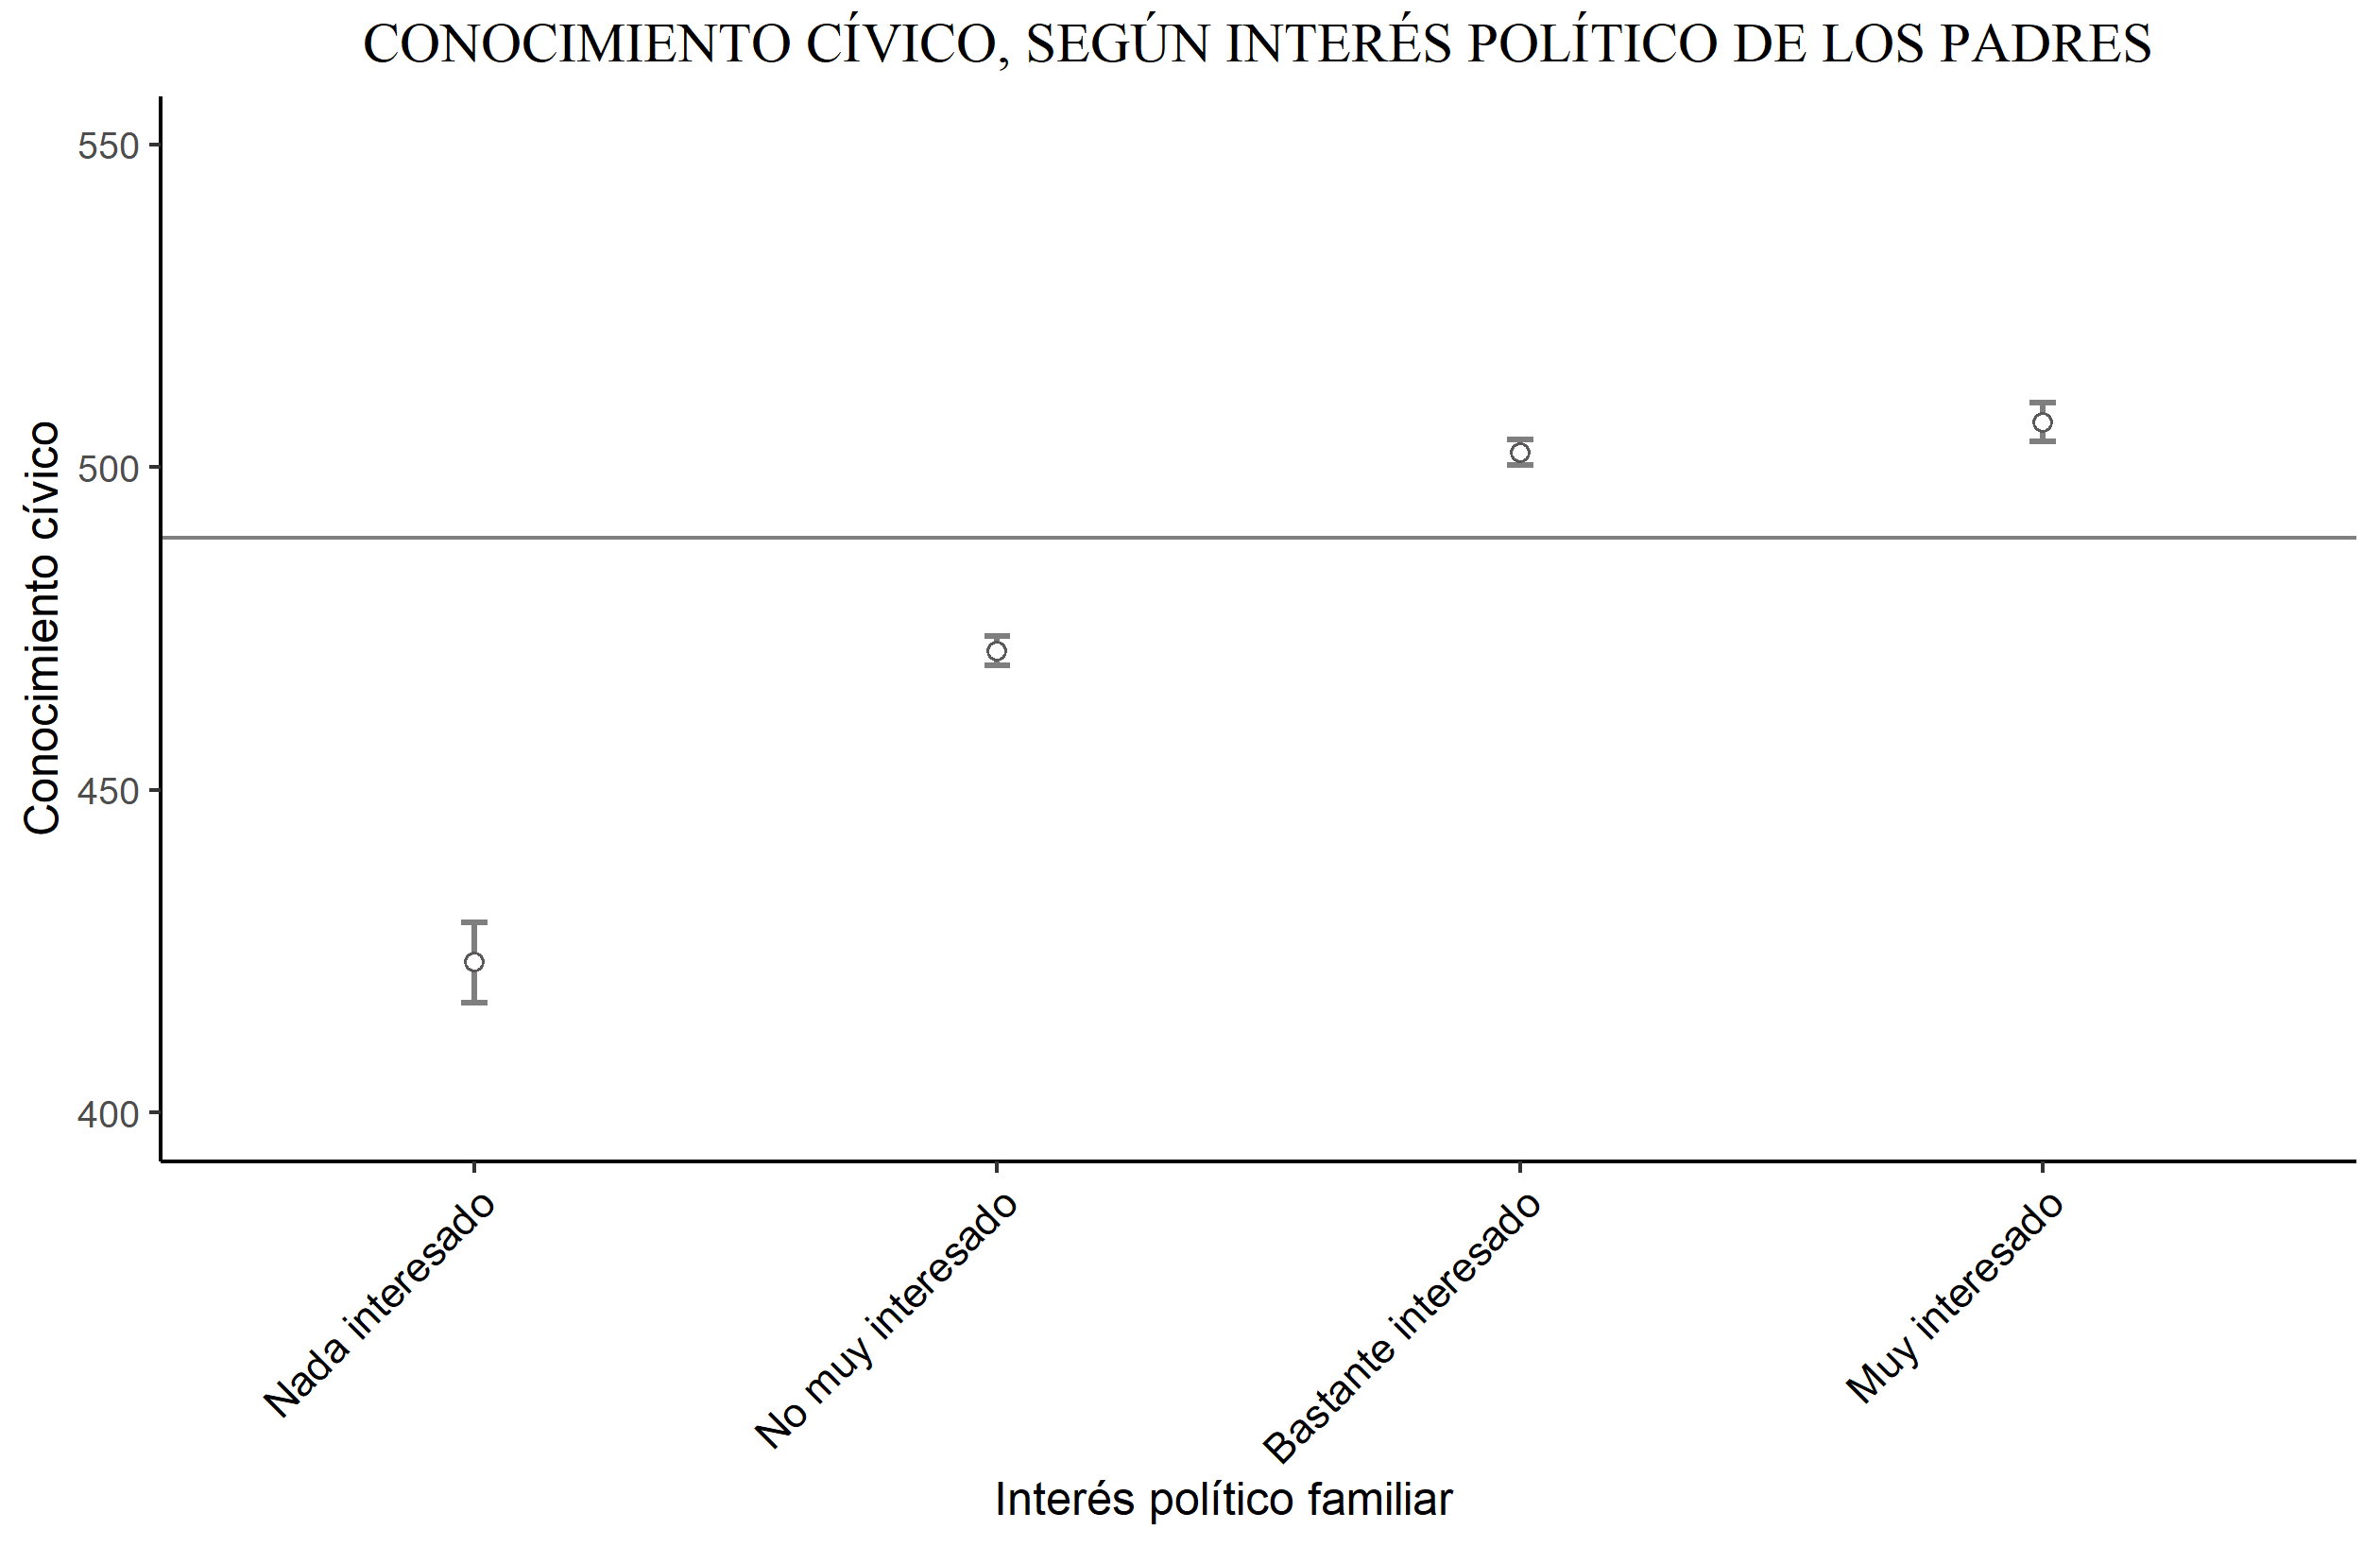 CONOCIMIENTO CÍVICO, SEGÚN INTERÉS POLÍTICO DE LOS PADRES
Conocimiento cívico
550
500
450
400
Nada interesado
No muy interesado
Bastante interesado
Muy interesado
Interés político familiar